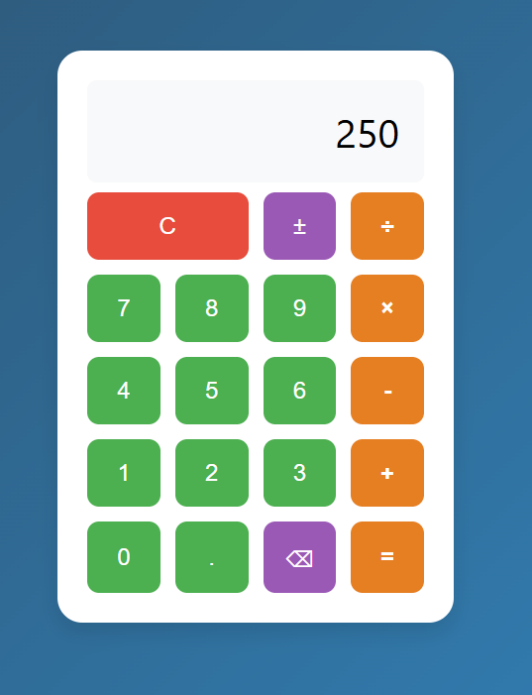 250
C ± ÷
7 8 9 ×
4 5 6 -
1 2 3 +
0 . ⌫ =